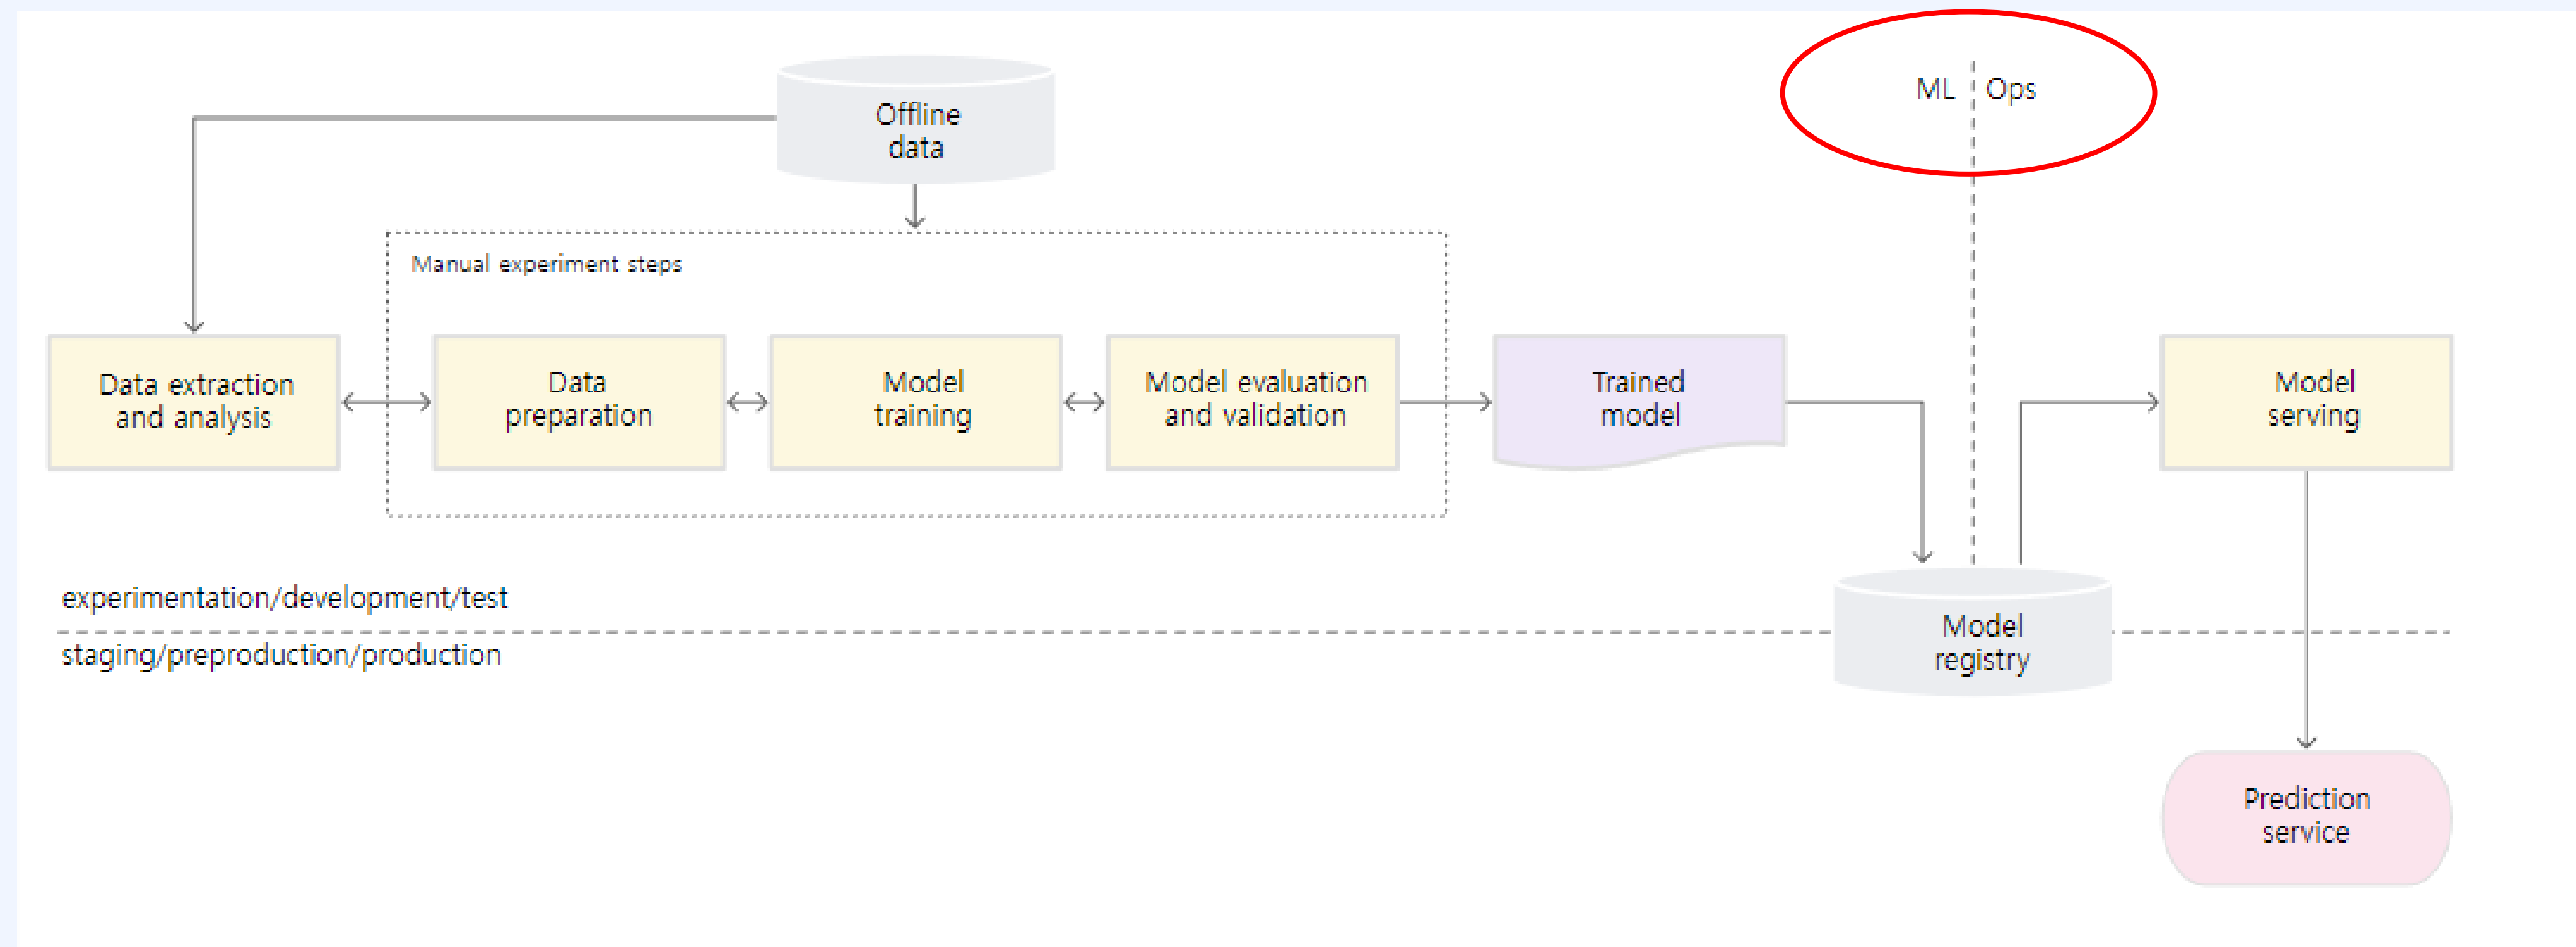 ML Ops
Offline
data
Manual experiment steps
Data extraction
and analysis
Data
preparation
Model
training
Model evaluation
and validation
Trained
model
Model
serving
experimentation/development/test
staging/preproduction/production
Model
registry
Prediction
service